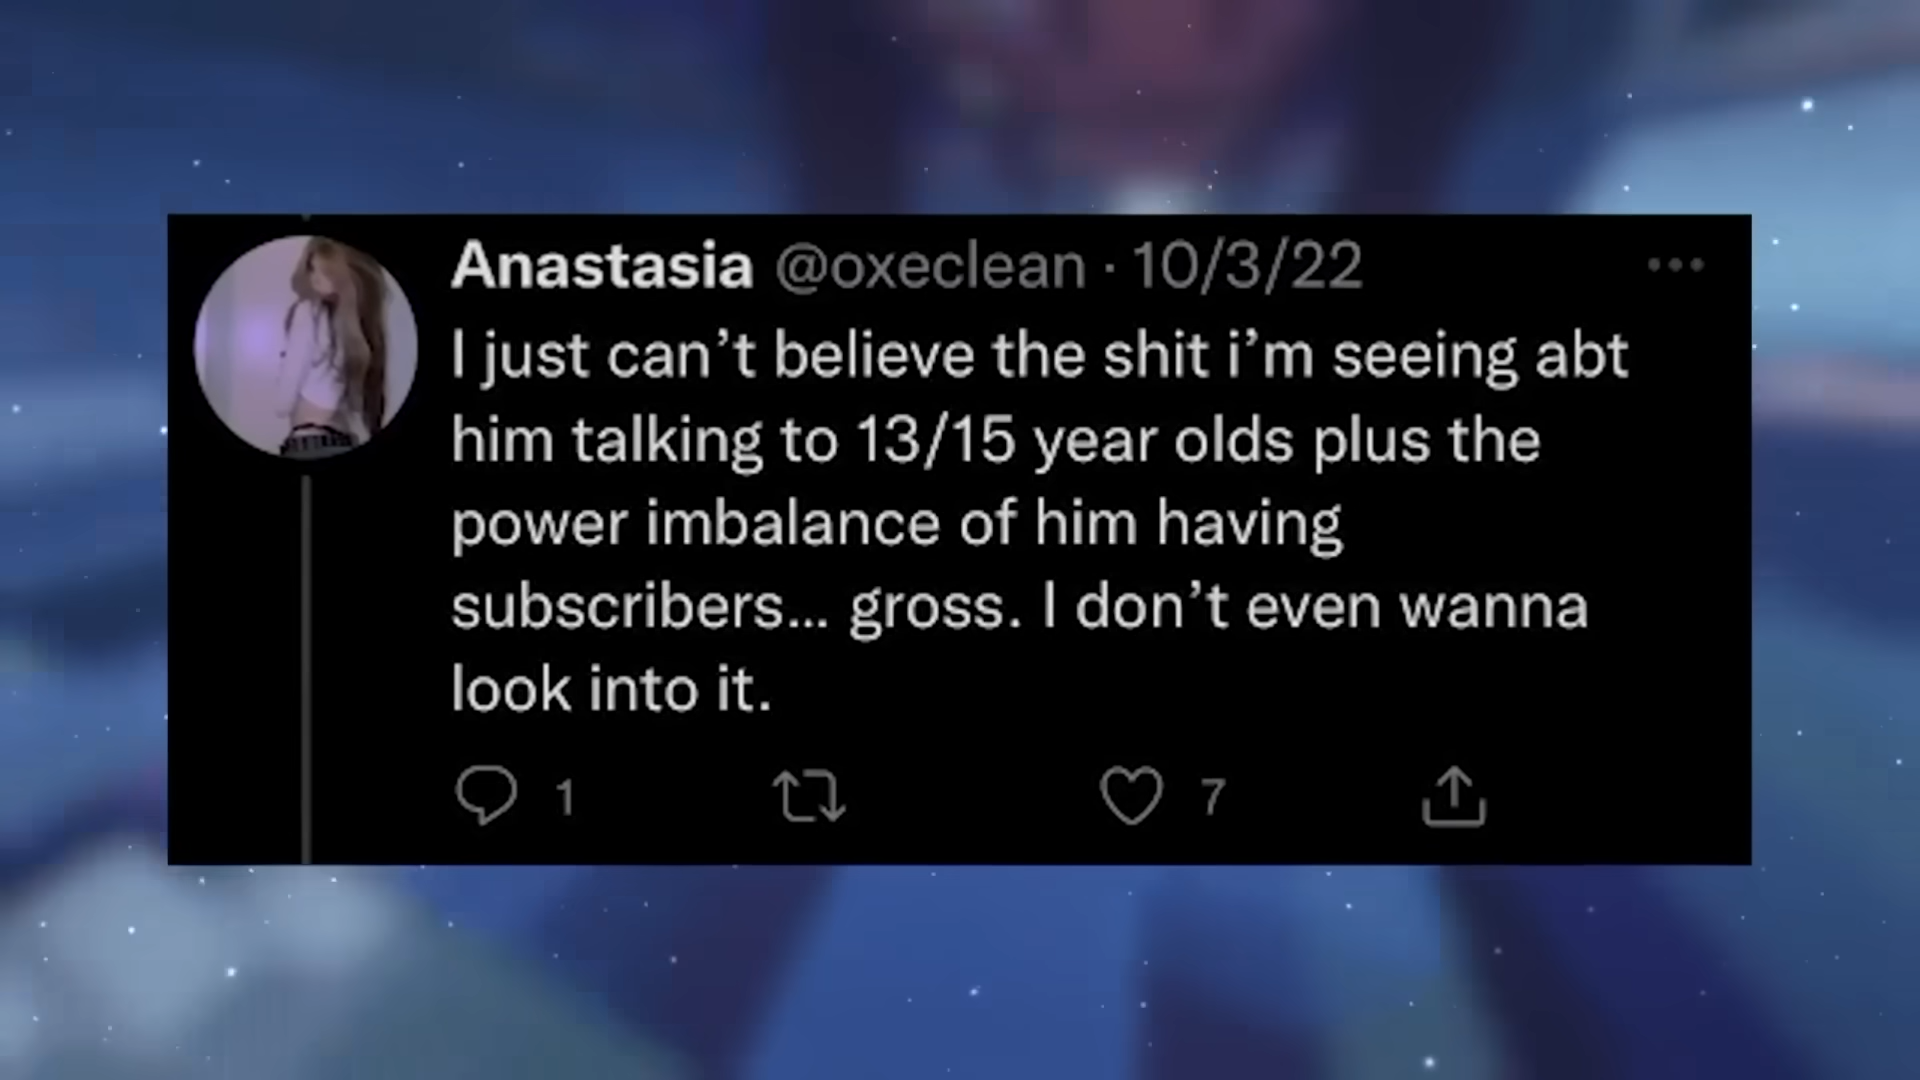 Anastasia @oxeclean · 10/3/22
I just can’t believe the shit i’m seeing abt
him talking to 13/15 year olds plus the
power imbalance of him having
subscribers... gross. I don’t even wanna
look into it.
1 7